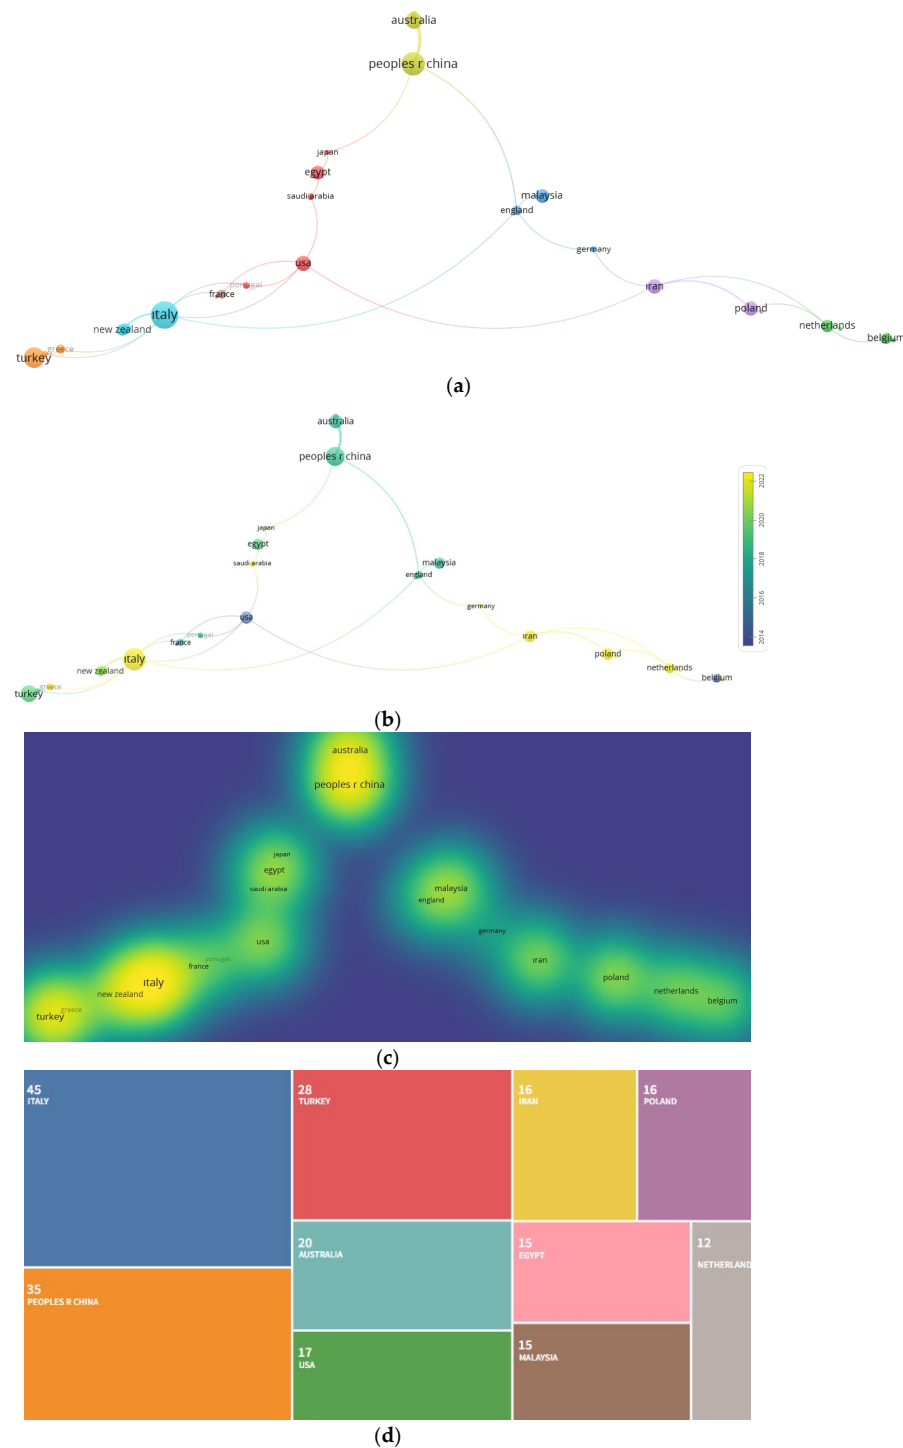 australia
peoples r china
japan
egypt
saudi arabia
malaysia
england
usa
germany
portugal
france
iran
ıtaly
poland
new zealand
netherlands
greece
turkey
belgium
(a)
australia
peoples r china
2022
2020
2018
2016
2014
japan
egypt
saudi arabia
malaysia
england
germany
usa
portugal
france
iran
ıtaly
poland
new zealand
netherlands
belgium
greece
turkey
(b)
australia
peoples r china
japan
egypt
saudi arabia
malaysia
england
germany
usa
portugal
france
iran
poland
ıtaly
new zealand
netherlands
belgium
greece
turkey
(c)
45
ITALY
28
TURKEY
16
IRAN
16
POLAND
20
AUSTRALIA
15
EGYPT
12
NETHERLAND
35
PEOPLES R CHINA
17
USA
15
MALAYSIA
(d)